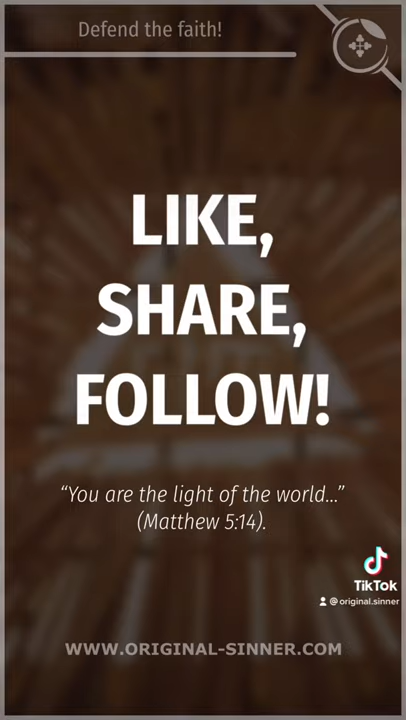 Defend the faith!
LIKE,
SHARE,
FOLLOW!
“You are the light of the world...”
(Matthew 5:14).
TikTok
@original.sinner
WWW.ORIGINAL-SINNER.COM